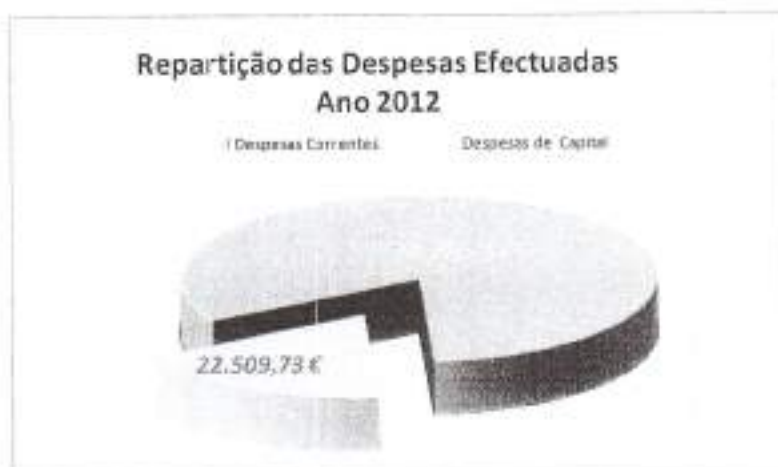 Repartição das Despesas Efectuadas
Ano 2012
Despesas Correntes Despesas de Capital
22.509,73 €